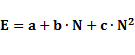 E = a + b · N + c · N²